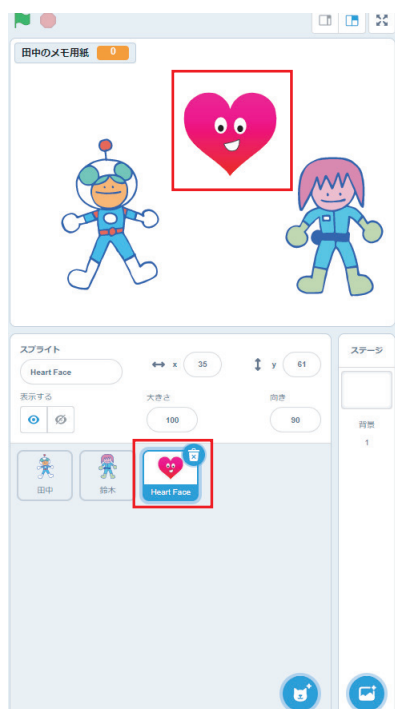 田中のメモ用紙 0
スプライト
Heart Face
x 35
y 61
表示する
大きさ
100
向き
90
田中
鈴木
Heart Face
ステージ
背景
1